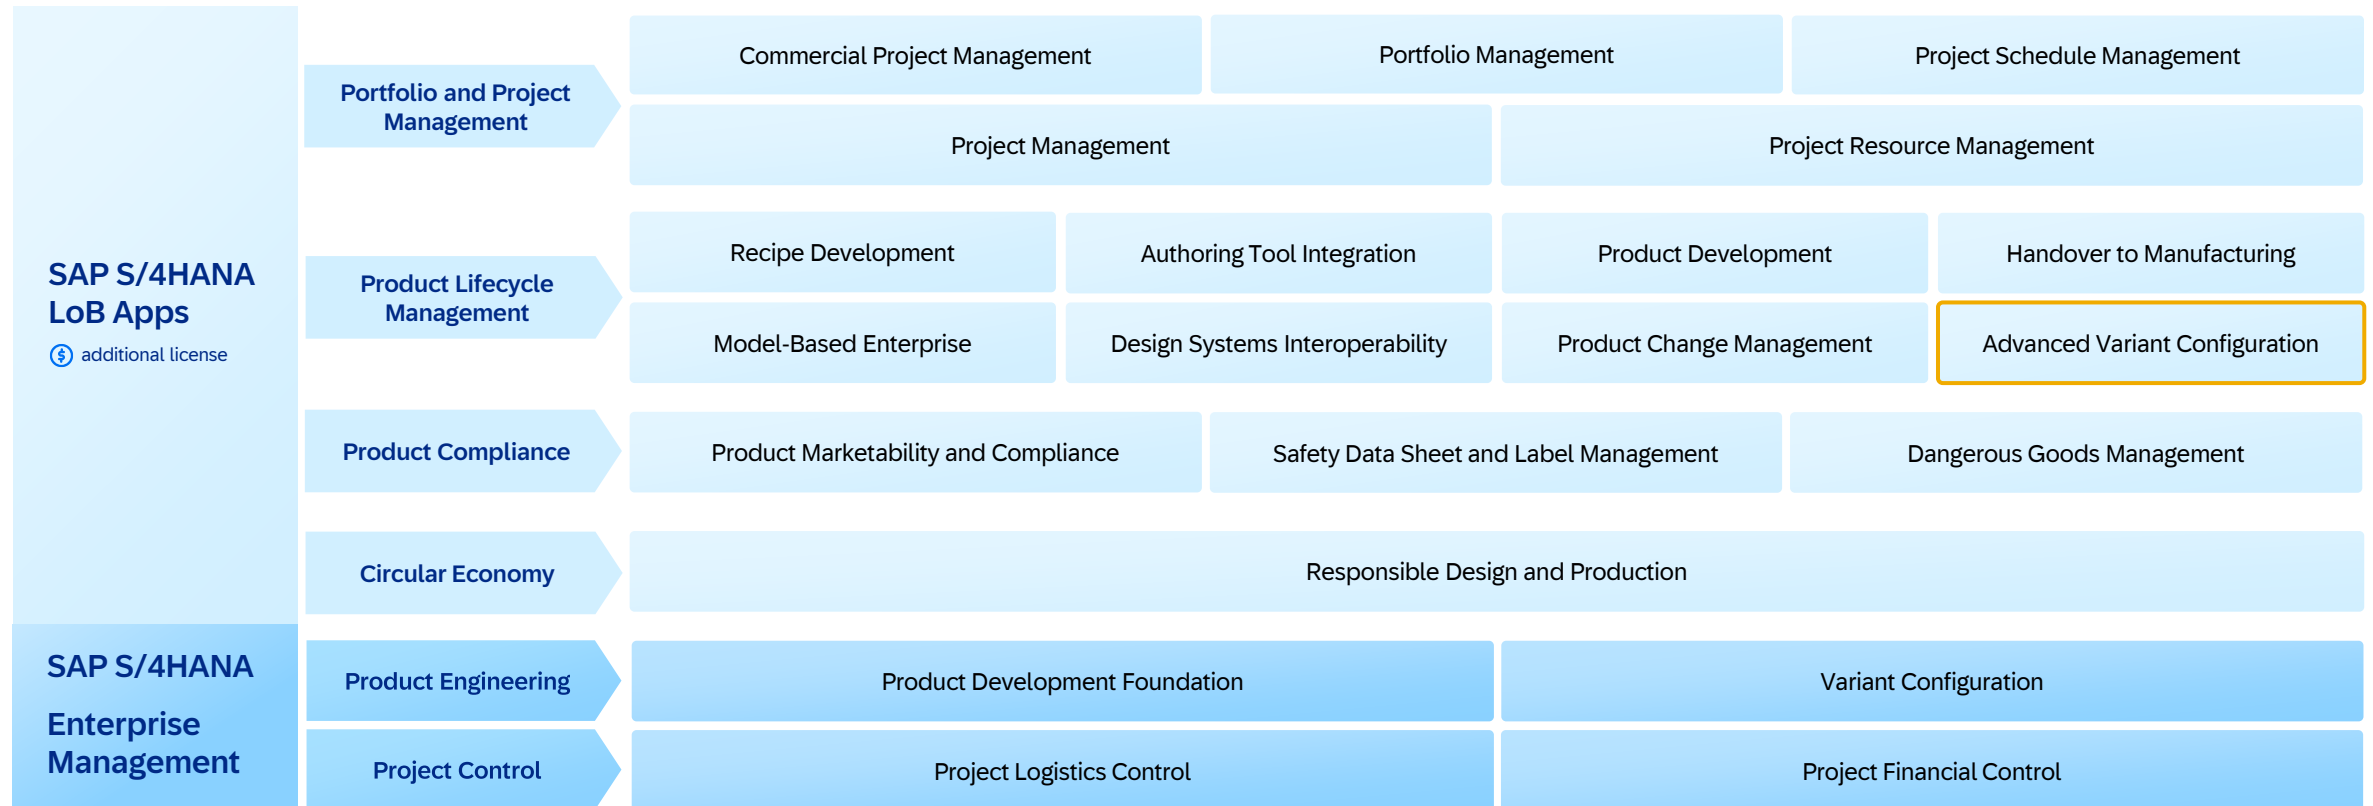 SAP S/4HANA
LoB Apps
additional license
Portfolio and Project
Management
Commercial Project Management
Portfolio Management
Project Schedule Management
Project Management
Project Resource Management
Product Lifecycle
Management
Recipe Development
Authoring Tool Integration
Product Development
Handover to Manufacturing
Model-Based Enterprise
Design Systems Interoperability
Product Change Management
Advanced Variant Configuration
Product Compliance
Product Marketability and Compliance
Safety Data Sheet and Label Management
Dangerous Goods Management
Circular Economy
Responsible Design and Production
SAP S/4HANA
Enterprise
Management
Product Engineering
Product Development Foundation
Variant Configuration
Project Control
Project Logistics Control
Project Financial Control